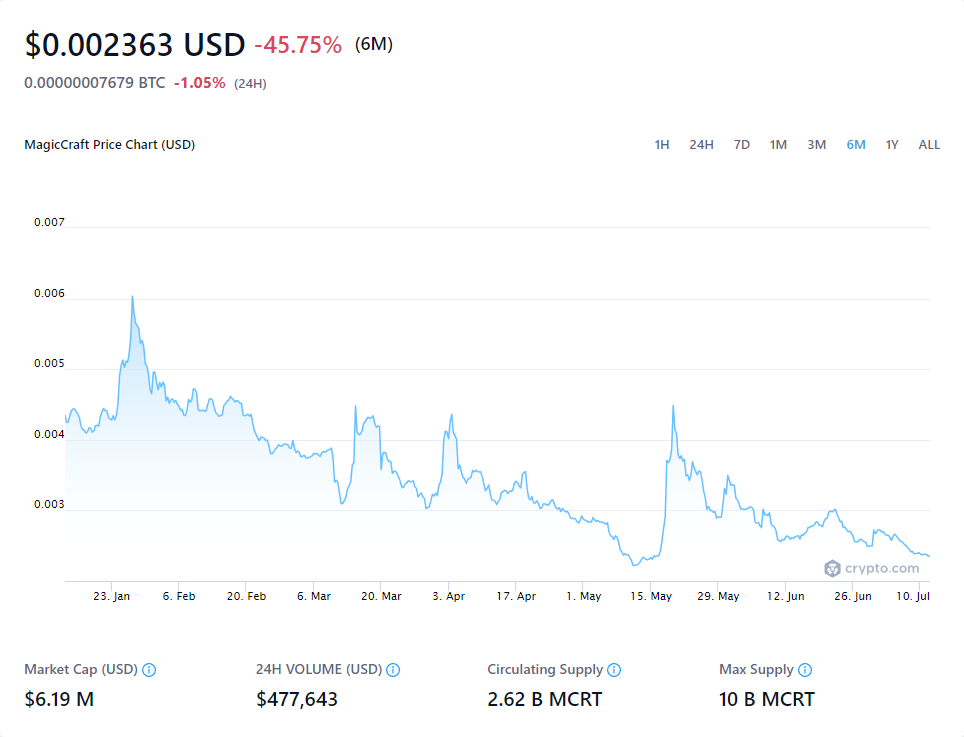 $0.002363 USD -45.75% (6M)
0.00000007679 BTC -1.05% (24H)
MagicCraft Price Chart (USD) 1H 24H 7D 1M 3M 6M 1Y ALL
0.007
0.006
0.005
0.004
0.003
crypto.com
23. Jan 6. Feb 20. Feb 6. Mar 20. Mar 3. Apr 17. Apr 1. May 15. May 29. May 12. Jun 26. Jun 10. Jul
Market Cap (USD) 24H VOLUME (USD) Circulating Supply Max Supply
$6.19 M $477,643 2.62 B MCRT 10 B MCRT